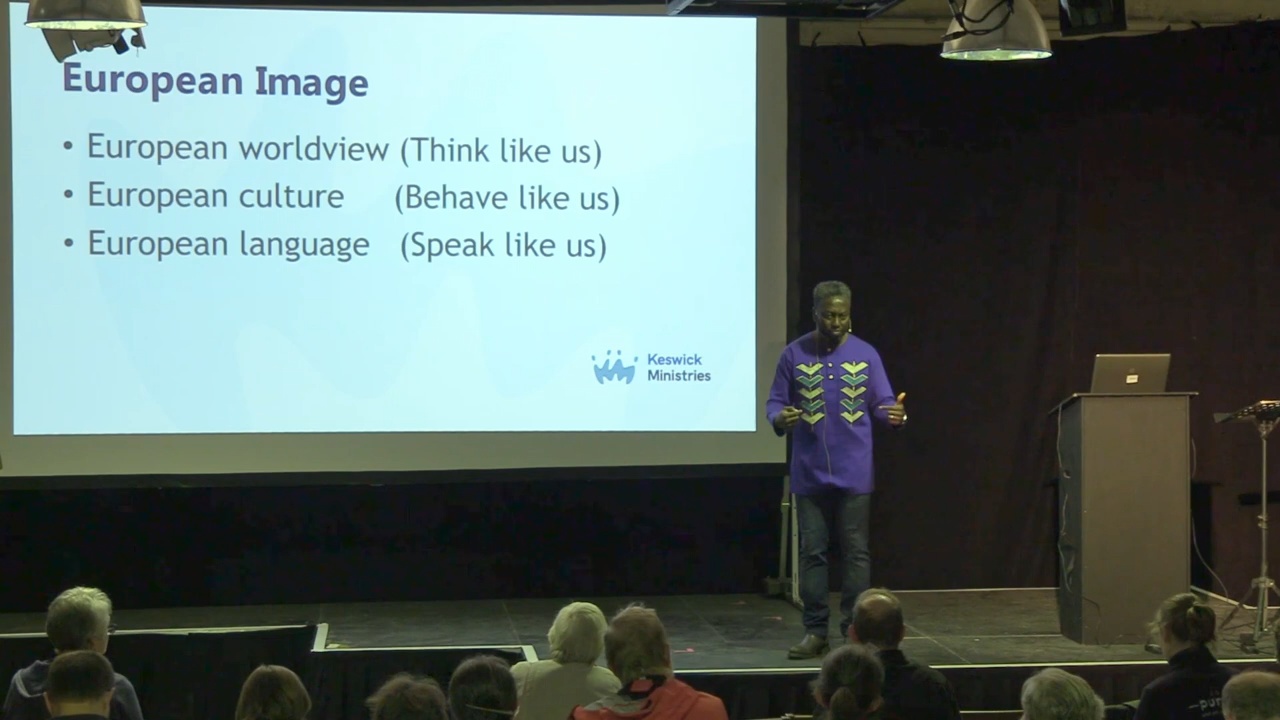 European Image
• European worldview (Think like us)
• European culture (Behave like us)
• European language (Speak like us)
Keswick
Ministries